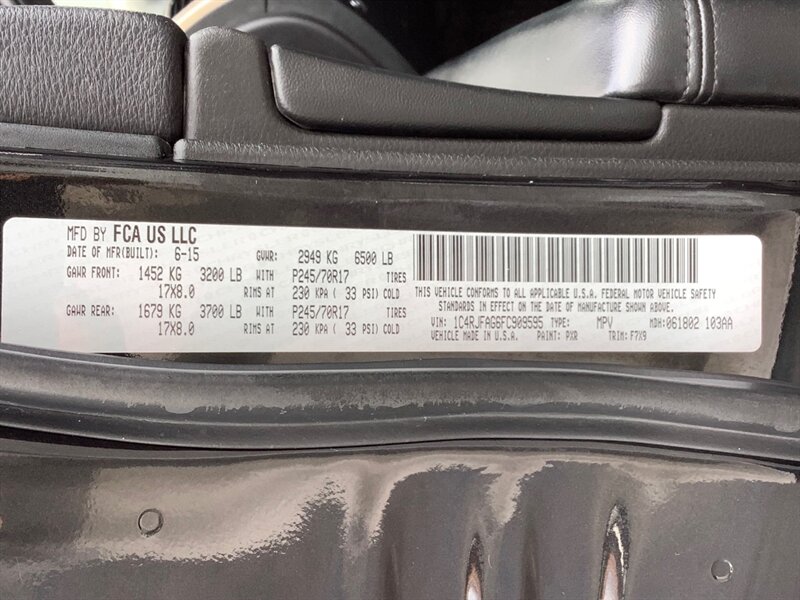 MFD BY FCA US LLC
DATE OF MFR(BUILT): 6-15 GVWR: 2949 KG 6500 LB
GAWR FRONT: 1452 KG 3200 LB WITH P245/70R17 TIRES
17X8.0 RIMS AT 230 KPA ( 33 PSI) COLD
GAWR REAR: 1679 KG 3700 LB WITH P245/70R17 TIRES
17X8.0 RIMS AT 230 KPA ( 33 PSI) COLD
THIS VEHICLE CONFORMS TO ALL APPLICABLE U.S.A. FEDERAL MOTOR VEHICLE SAFETY
STANDARDS IN EFFECT ON THE DATE OF MANUFACTURE SHOWN ABOVE.
VIN: 1C4RJFAG6FC909595 TYPE: MPV MDH: 061802 103AA
VEHICLE MADE IN U.S.A. PAINT: PXR TRIM: F7X9